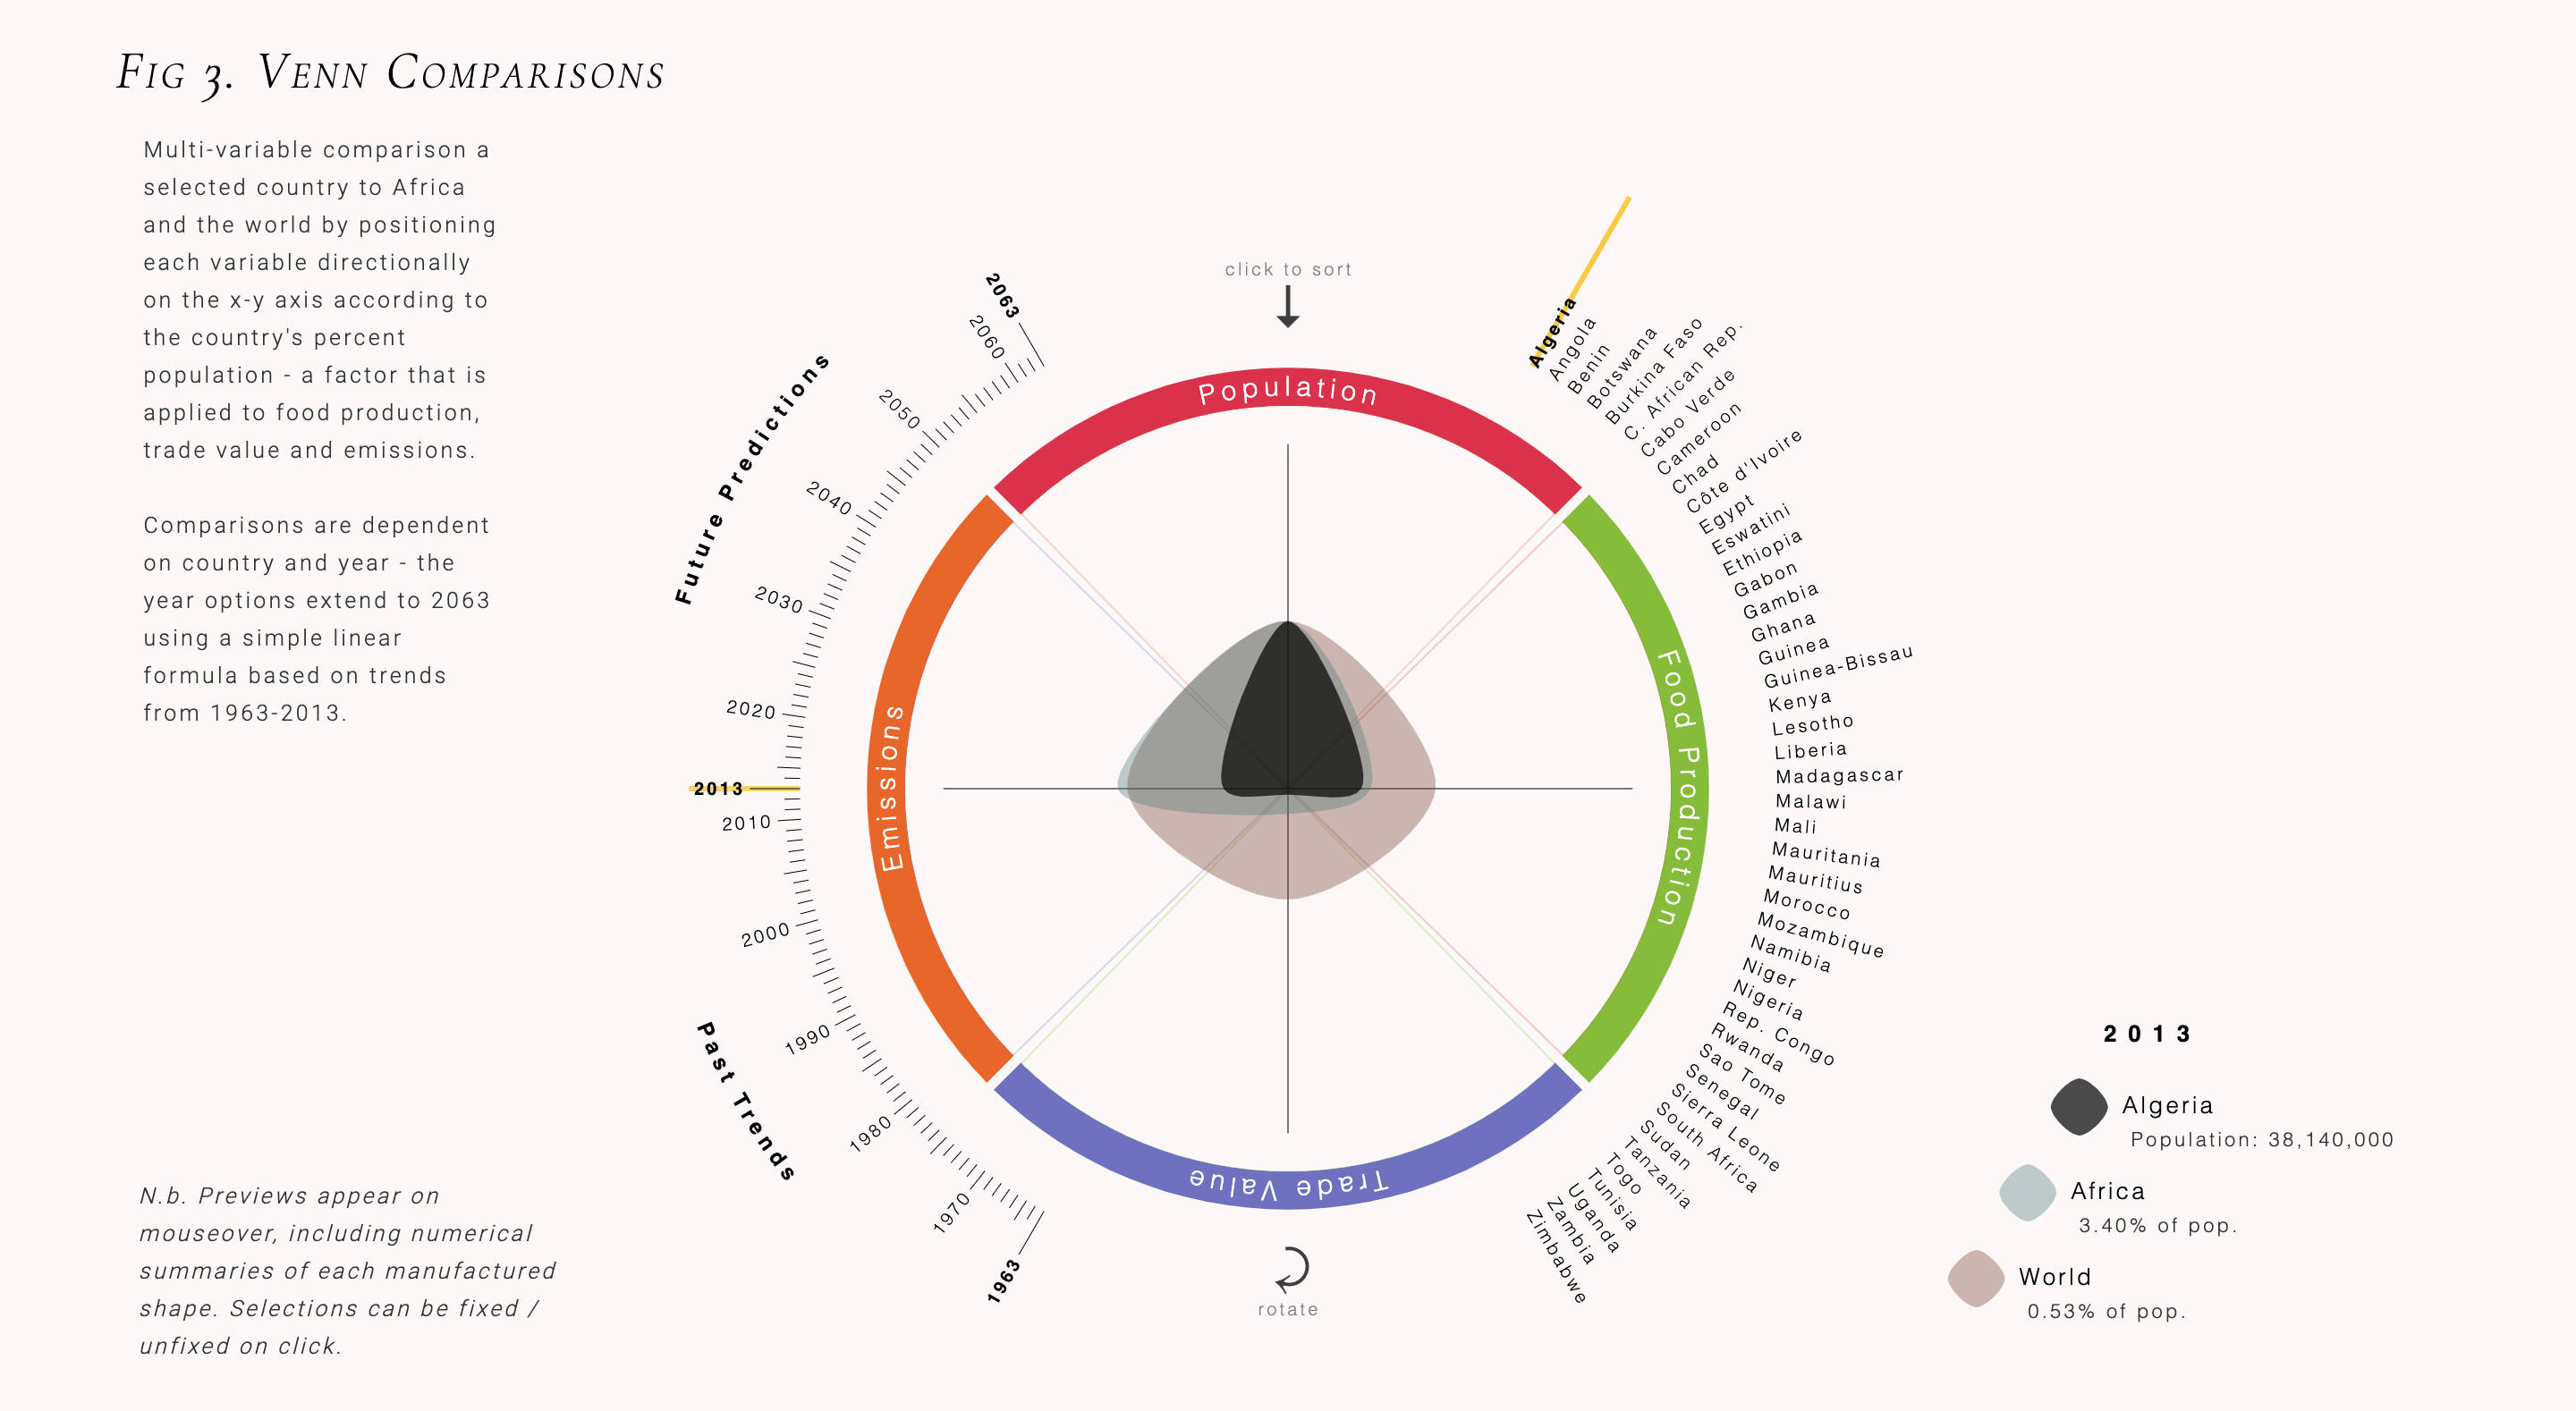 Fig 3. Venn Comparisons
Multi-variable comparison a
selected country to Africa
and the world by positioning
each variable directionally
on the x-y axis according to
the country's percent
population - a factor that is
applied to food production,
trade value and emissions.
Comparisons are dependent
on country and year - the
year options extend to 2063
using a simple linear
formula based on trends
from 1963-2013.
N.b. Previews appear on
mouseover, including numerical
summaries of each manufactured
shape. Selections can be fixed /
unfixed on click.
Future Predictions
Past Trends
2063
2060
2050
2040
2030
2020
2013
2010
2000
1990
1980
1970
1963
click to sort
Population
Food Production
Trade Value
Emissions
rotate
Algeria
Angola
Benin
Botswana
Burkina Faso
C. African Rep.
Cabo Verde
Cameroon
Chad
Côte d'Ivoire
Egypt
Eswatini
Ethiopia
Gabon
Gambia
Ghana
Guinea
Guinea-Bissau
Kenya
Lesotho
Liberia
Madagascar
Malawi
Mali
Mauritania
Mauritius
Morocco
Mozambique
Namibia
Niger
Nigeria
Rep. Congo
Rwanda
Sao Tome
Senegal
Sierra Leone
South Africa
Sudan
Tanzania
Togo
Tunisia
Uganda
Zambia
Zimbabwe
2013
Algeria
Population: 38,140,000
Africa
3.40% of pop.
World
0.53% of pop.